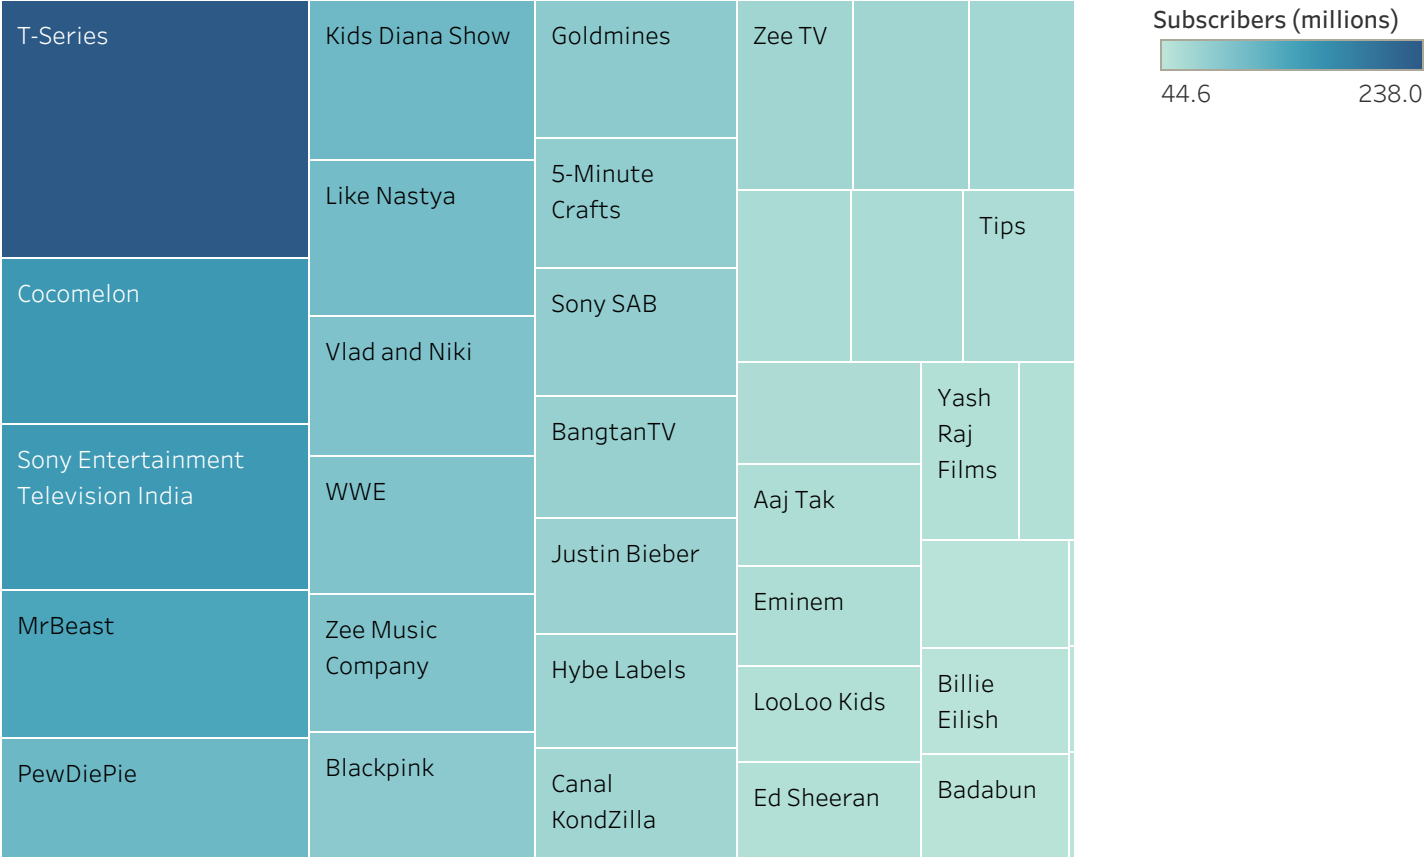 T-Series
Cocomelon
Sony Entertainment
Television India
MrBeast
PewDiePie
Kids Diana Show
Like Nastya
Vlad and Niki
WWE
Zee Music
Company
Blackpink
Goldmines
5-Minute
Crafts
Sony SAB
BangtanTV
Justin Bieber
Hybe Labels
Canal
KondZilla
Zee TV
Tips
Aaj Tak
Eminem
LooLoo Kids
Ed Sheeran
Yash
Raj
Films
Billie
Eilish
Badabun
Subscribers (millions)
44.6 238.0